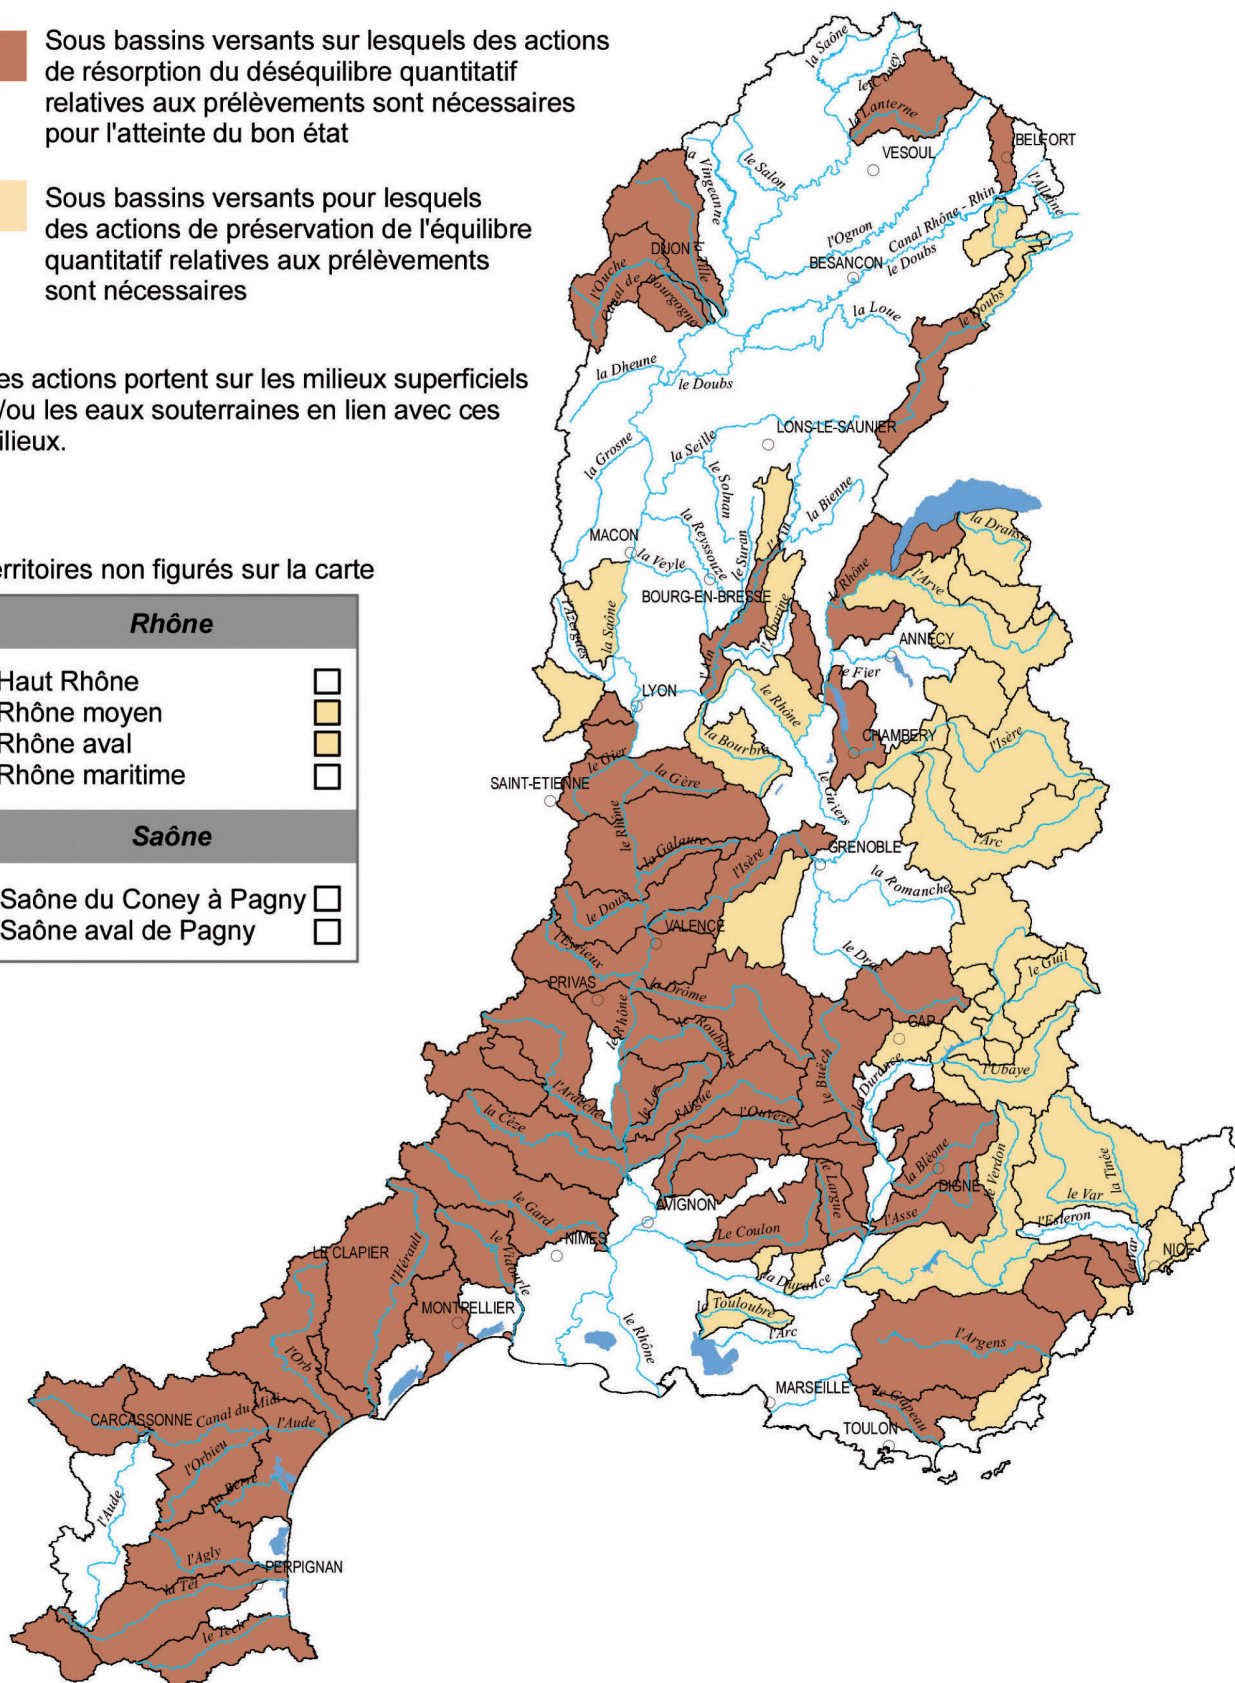 Sous bassins versants sur lesquels des actions
de résorption du déséquilibre quantitatif
relatives aux prélèvements sont nécessaires
pour l'atteinte du bon état
Sous bassins versants pour lesquels
des actions de préservation de l'équilibre
quantitatif relatives aux prélèvements
sont nécessaires
es actions portent sur les milieux superficiels
/ou les eaux souterraines en lien avec ces
ilieux.
erritoires non figurés sur la carte
Rhône
Haut Rhône
Rhône moyen
Rhône aval
Rhône maritime
Saône
Saône du Coney à Pagny
Saône aval de Pagny
la Saône
le Coney
la Lanterne
VESOUL
BELFORT
l'Allaine
la Vingeanne
le Salon
l'Ognon
Canal Rhône - Rhin
le Doubs
BESANCON
DIJON
l'Ouche
Canal de Bourgogne
la Loue
le Doubs
la Dheune
le Doubs
LONS-LE-SAUNIER
la Grosne
la Seille
le Solnan
la Bienne
la Reyssouze
le Suran
l'Ain
la Dranse
MACON
la Veyle
BOURG-EN-BRESSE
le Rhône
l'Arve
l'Azergues
la Saône
l'Albarine
ANNECY
le Fier
l'Ain
LYON
le Rhône
la Bourbre
CHAMBERY
l'Isère
le Gier
la Gère
SAINT-ETIENNE
le Guiers
le Rhône
la Galaure
l'Isère
GRENOBLE
l'Arc
la Romanche
le Doux
VALENCE
l'Eyrieux
le Drac
le Guil
PRIVAS
la Drôme
le Rhône
le Roubion
GAP
le Buëch
la Durance
l'Ubaye
l'Ardèche
le Lez
l'Aigue
l'Ouvèze
la Cèze
la Bléone
le Verdon
la Tinée
le Largue
DIGNE
le Var
le Gard
AVIGNON
Le Coulon
l'Asse
l'Esteron
NIMES
le Var
NICE
LE CLAPIER
l'Hérault
le Vidourle
la Durance
MONTPELLIER
la Touloubre
le Rhône
l'Arc
l'Argens
l'Orb
MARSEILLE
le Gapeau
TOULON
CARCASSONNE
Canal du Midi
l'Aude
l'Orbieu
la Berre
l'Aude
l'Agly
PERPIGNAN
la Têt
le Tech